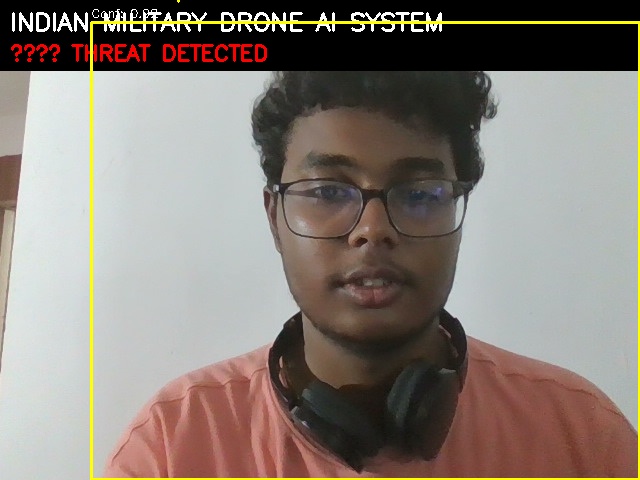 Conf: 0.97
INDIAN MILITARY DRONE AI SYSTEM
???? THREAT DETECTED